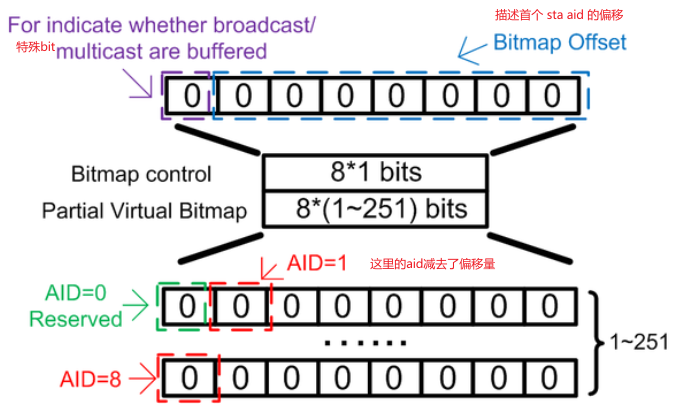 For indicate whether broadcast/
特殊bit multicast are buffered
描述首个 sta aid 的偏移
Bitmap Offset
0 0 0 0 0 0 0 0
Bitmap control 8*1 bits
Partial Virtual Bitmap 8*(1~251) bits
AID=1 这里的aid减去了偏移量
AID=0
Reserved
0 0 0 0 0 0 0 0
......
1~251
AID=8
0 0 0 0 0 0 0 0